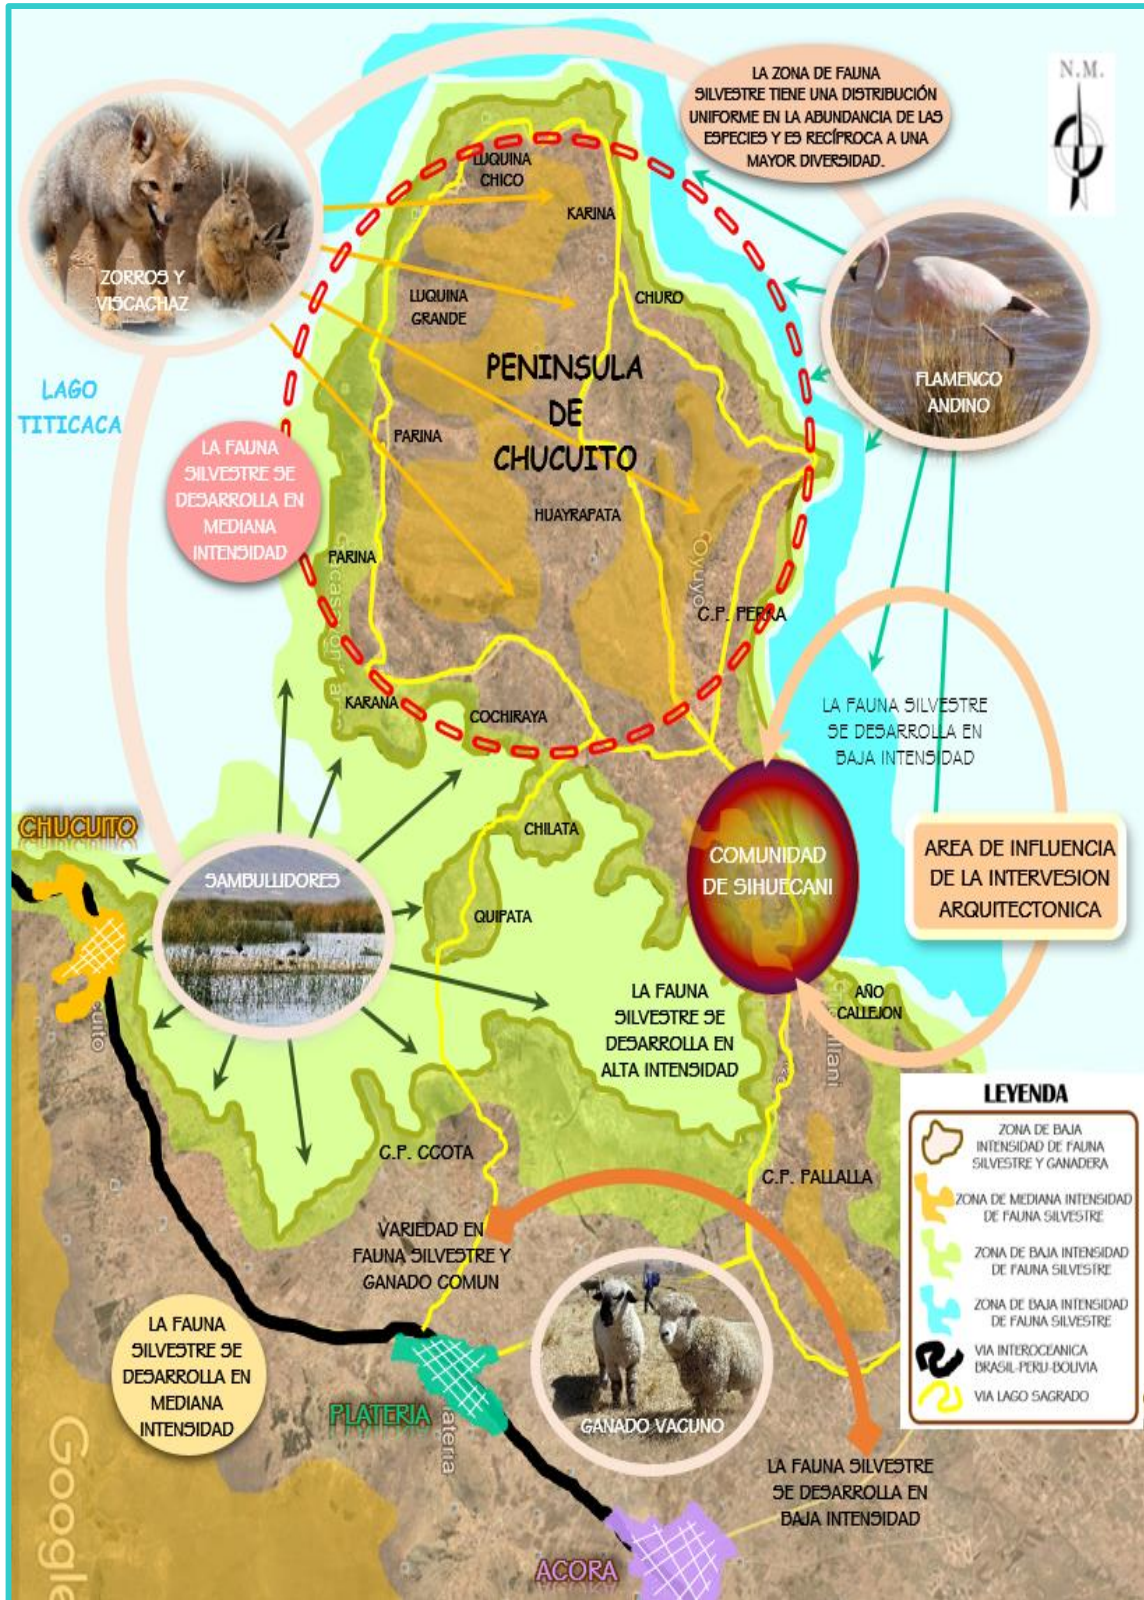 LA ZONA DE FAUNA
SILVESTRE TIENE UNA DISTRIBUCIÓN
UNIFORME EN LA ABUNDANCIA DE LAS
ESPECIES Y ES RECÍPROCA A UNA
MAYOR DIVERSIDAD.
N.M.
ZORROS Y
VISCACHAZ
LUQUINA
CHICO
KARINA
LUQUINA
GRANDE
CHURO
FLAMENCO
ANDINO
LAGO
TITICACA
PENINSULA
DE
CHUCUITO
PARINA
LA FAUNA
SILVESTRE SE
DESARROLLA EN
MEDIANA
INTENSIDAD
HUAYRAPATA
PARINA
Oyuyo
C.P. PERRA
KARANA
COCHIRAYA
LA FAUNA SILVESTRE
SE DESARROLLA EN
BAJA INTENSIDAD
CHUCUITO
CHILATA
SAMBULLIDORES
QUIPATA
COMUNIDAD
DE SIHUECANI
AREA DE INFLUENCIA
DE LA INTERVESION
ARQUITECTONICA
LA FAUNA
SILVESTRE SE
DESARROLLA EN
ALTA INTENSIDAD
AÑO
CALLEJON
C.P. CCOTA
C.P. PALLALLA
VARIEDAD EN
FAUNA SILVESTRE Y
GANADO COMUN
LEYENDA
ZONA DE BAJA
INTENSIDAD DE FAUNA
SILVESTRE Y GANADERA
ZONA DE MEDIANA INTENSIDAD
DE FAUNA SILVESTRE
ZONA DE BAJA INTENSIDAD
DE FAUNA SILVESTRE
ZONA DE BAJA INTENSIDAD
DE FAUNA SILVESTRE
VIA INTEROCEANICA
BRASIL-PERU-BOLIVIA
VIA LAGO SAGRADO
LA FAUNA
SILVESTRE SE
DESARROLLA EN
MEDIANA
INTENSIDAD
PLATERIA
GANADO VACUNO
LA FAUNA SILVESTRE
SE DESARROLLA EN
BAJA INTENSIDAD
ACORA
Google